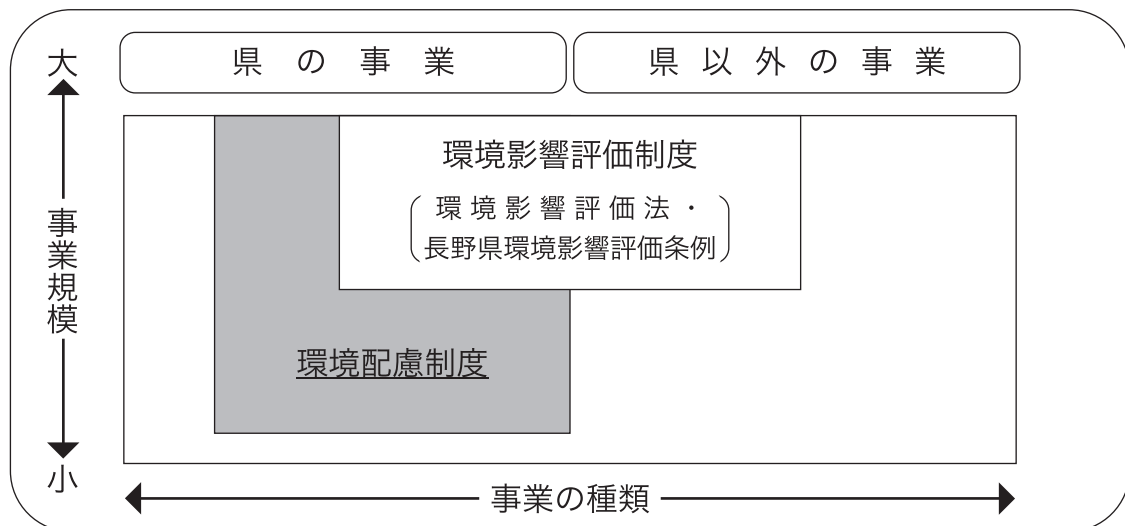 県の事業
県以外の事業
大
事業規模
小
環境影響評価制度
（環境影響評価法・
長野県環境影響評価条例）
環境配慮制度
事業の種類